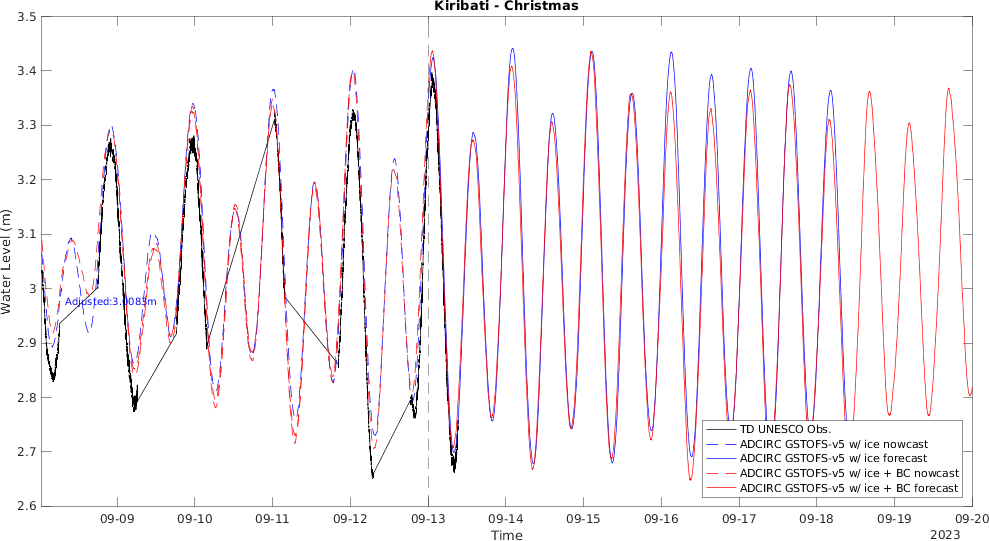 Kiribati - Christmas
3.5
3.4
3.3
3.2
3.1
3
2.9
2.8
2.7
2.6
Water Level (m)
Adjusted:3.0083m
TD UNESCO Obs.
ADCIRC GSTOFS-v5 w/ ice nowcast
ADCIRC GSTOFS-v5 w/ ice forecast
ADCIRC GSTOFS-v5 w/ ice + BC nowcast
ADCIRC GSTOFS-v5 w/ ice + BC forecast
09-09 09-10 09-11 09-12 09-13 09-14 09-15 09-16 09-17 09-18 09-19 09-20
Time
2023